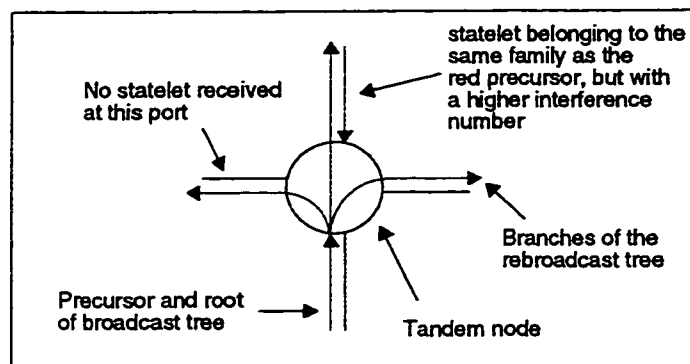 statelet belonging to the
same family as the
red precursor, but with
a higher interference
number
No statelet received
at this port
Branches of the
rebroadcast tree
Precursor and root
of broadcast tree
Tandem node